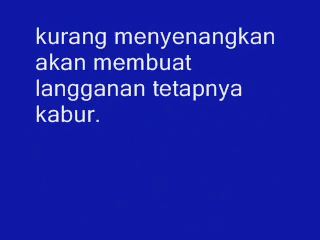 kurang menyenangkan
akan membuat
langganan tetapnya
kabur.